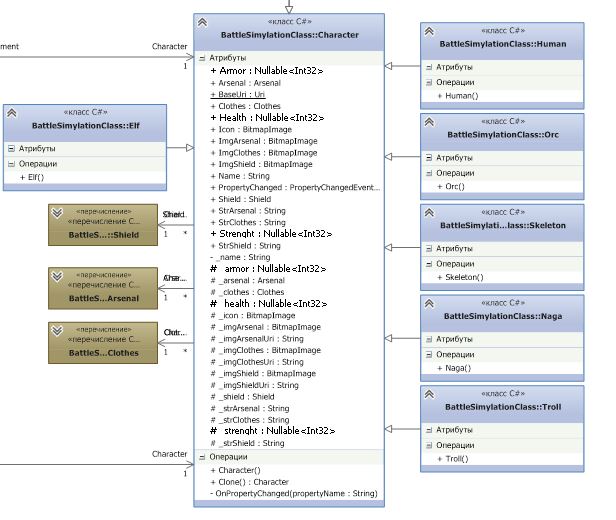 «класс C#»
BattleSimylationClass::Character
Атрибуты
+ Armor : Nullable<Int32>
+ Arsenal : Arsenal
+ BaseUri : Uri
+ Clothes : Clothes
+ Health : Nullable<Int32>
+ Icon : BitmapImage
+ ImgArsenal : BitmapImage
+ ImgClothes : BitmapImage
+ ImgShield : BitmapImage
+ Name : String
+ PropertyChanged : PropertyChangedEvent...
+ Shield : Shield
+ StrArsenal : String
+ StrClothes : String
+ Strenght : Nullable<Int32>
+ StrShield : String
- _name : String
# _armor : Nullable<Int32>
# _arsenal : Arsenal
# _clothes : Clothes
# _health : Nullable<Int32>
# _icon : BitmapImage
# _imgArsenal : BitmapImage
# _imgArsenalUri : String
# _imgClothes : BitmapImage
# _imgClothesUri : String
# _imgShield : BitmapImage
# _imgShieldUri : String
# _shield : Shield
# _strArsenal : String
# _strClothes : String
# _strenght : Nullable<Int32>
# _strShield : String
Операции
+ Character()
+ Clone() : Character
- OnPropertyChanged(propertyName : String)
ment
Character
1
«класс C#»
BattleSimylationClass::Elf
Атрибуты
Операции
+ Elf()
«перечисление»
«перечисление C...
BattleS...::Shield
1
*
«перечисление»
«перечисление C...
BattleS...Arsenal
1
*
«перечисление»
«перечисление C...
BattleS...Clothes
1
*
Character
1
«класс C#»
BattleSimylationClass::Human
Атрибуты
Операции
+ Human()
«класс C#»
BattleSimylationClass::Orc
Атрибуты
Операции
+ Orc()
«класс C#»
BattleSimylati...lass::Skeleton
Атрибуты
Операции
+ Skeleton()
«класс C#»
BattleSimylationClass::Naga
Атрибуты
Операции
+ Naga()
«класс C#»
BattleSimylationClass::Troll
Атрибуты
Операции
+ Troll()